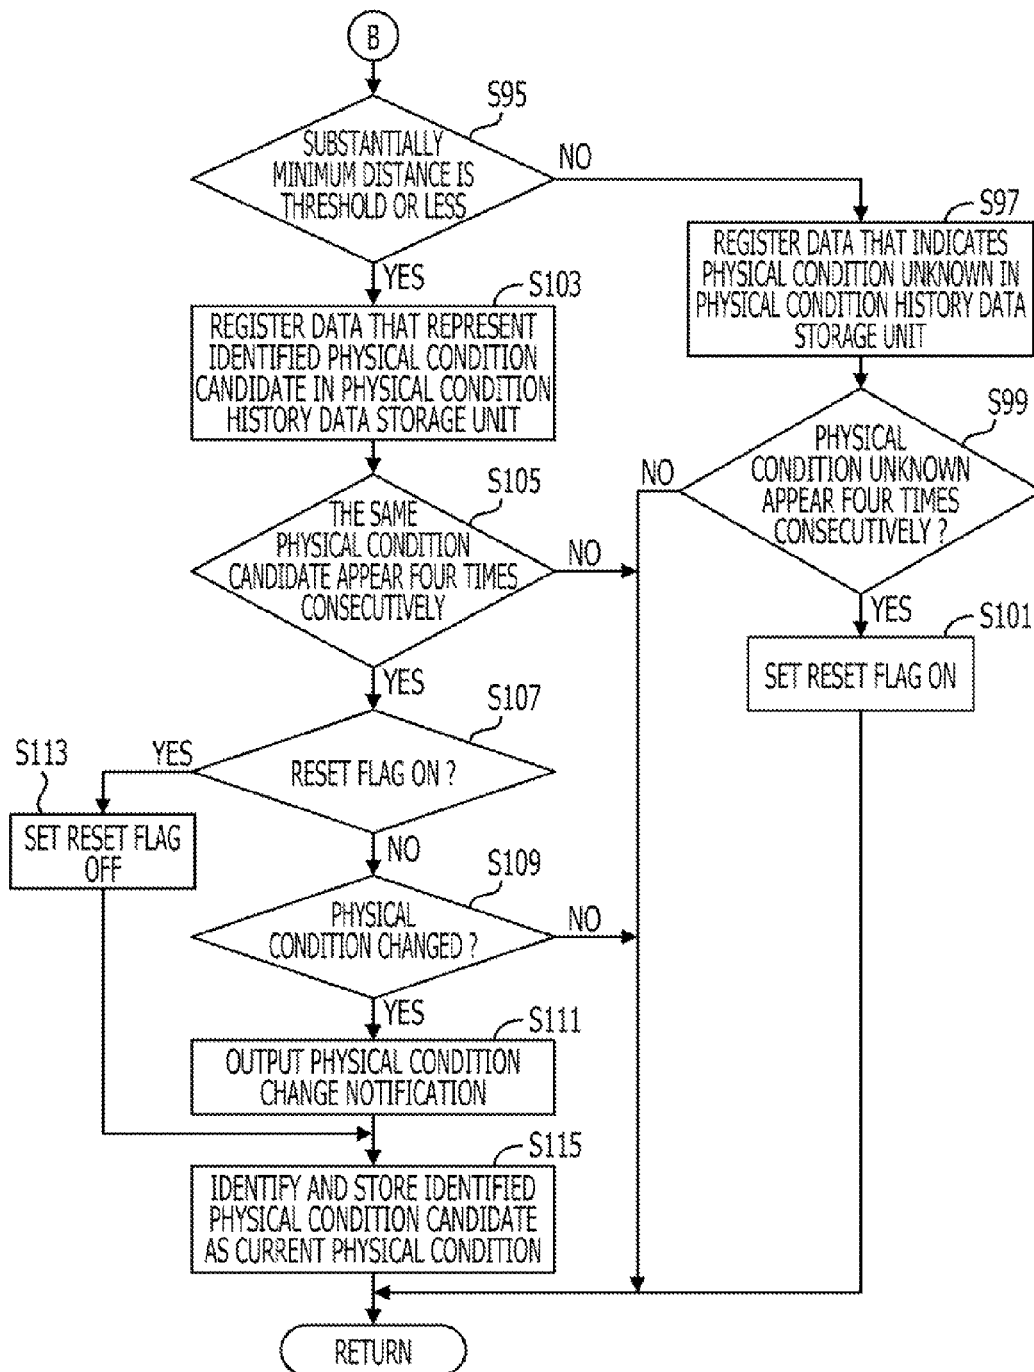 B
S95
SUBSTANTIALLY
MINIMUM DISTANCE IS
THRESHOLD OR LESS
NO
YES
S97
REGISTER DATA THAT INDICATES
PHYSICAL CONDITION UNKNOWN IN
PHYSICAL CONDITION HISTORY DATA
STORAGE UNIT
S103
REGISTER DATA THAT REPRESENT
IDENTIFIED PHYSICAL CONDITION
CANDIDATE IN PHYSICAL CONDITION
HISTORY DATA STORAGE UNIT
S99
PHYSICAL
CONDITION UNKNOWN
APPEAR FOUR TIMES
CONSECUTIVELY ?
NO
YES
S105
THE SAME
PHYSICAL CONDITION
CANDIDATE APPEAR FOUR TIMES
CONSECUTIVELY
NO
YES
S101
SET RESET FLAG ON
S107
RESET FLAG ON ?
YES
NO
S113
SET RESET FLAG
OFF
S109
PHYSICAL
CONDITION CHANGED ?
NO
YES
S111
OUTPUT PHYSICAL CONDITION
CHANGE NOTIFICATION
S115
IDENTIFY AND STORE IDENTIFIED
PHYSICAL CONDITION CANDIDATE
AS CURRENT PHYSICAL CONDITION
RETURN